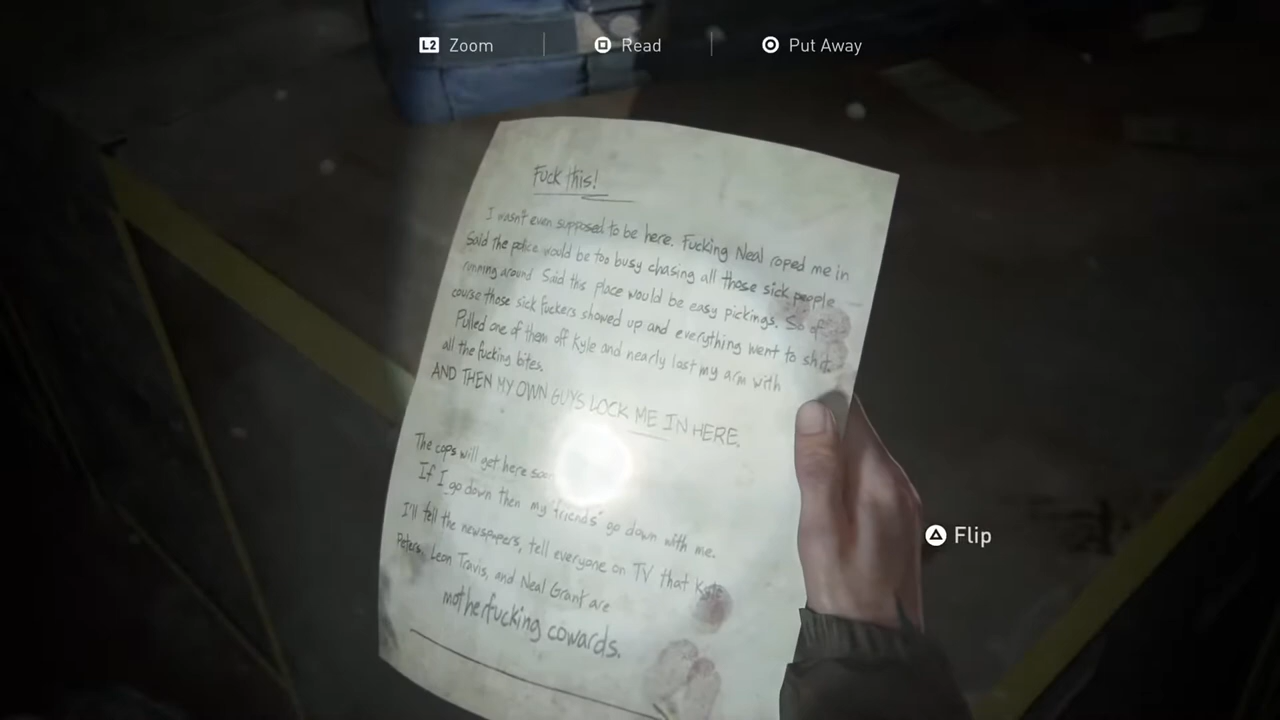 L2 Zoom
Read
Put Away
Fuck this!
I wasn't even supposed to be here. Fucking Neal roped me in
Said the police would be too busy chasing all those sick people
running around Said this place would be easy pickings. So of
course those sick fuckers showed up and everything went to shit.
Pulled one of them off Kyle and nearly lost my arm with
all the fucking bites.
AND THEN MY OWN GUYS LOCK ME IN HERE.
The cops will get here
If I go down then my "friends" go down with me.
I'll tell the newspapers, tell everyone on TV that Kyle
Peters, Leon Travis, and Neal Grant are
motherfucking cowards.
Flip